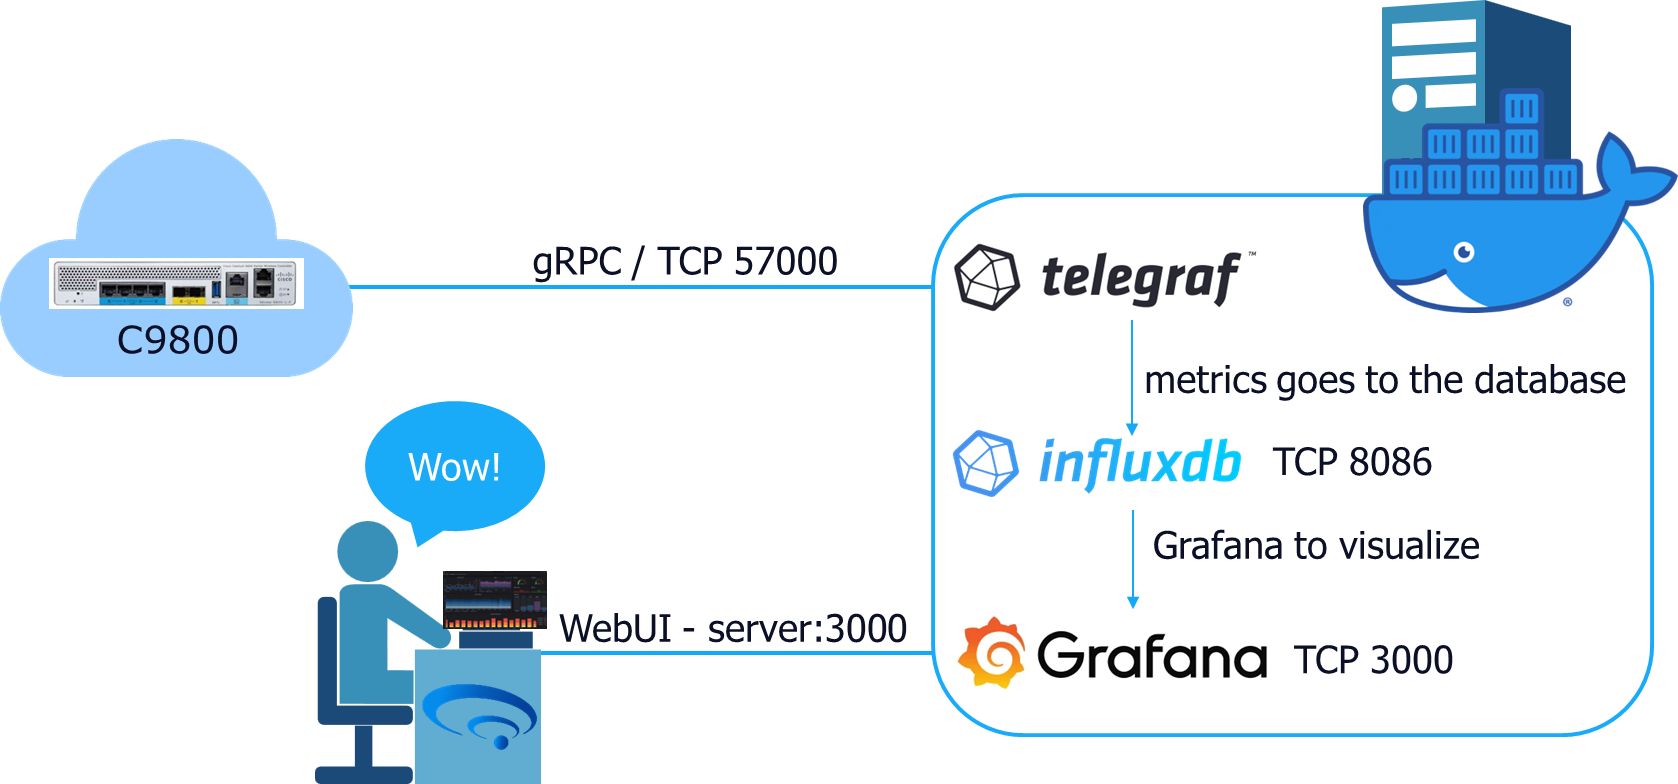 gRPC / TCP 57000
telegraf™
CISCO
C9800
metrics goes to the database
influxdb TCP 8086
Wow!
Grafana to visualize
WebUI - server:3000
Grafana TCP 3000
®